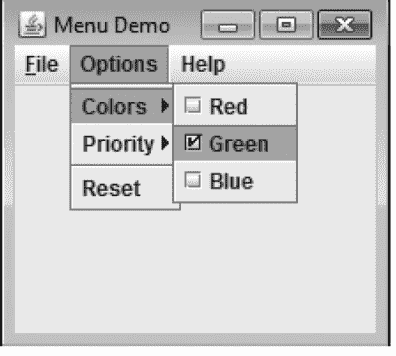 Menu Demo
File Options Help
Colors Red
Priority Green
Reset Blue